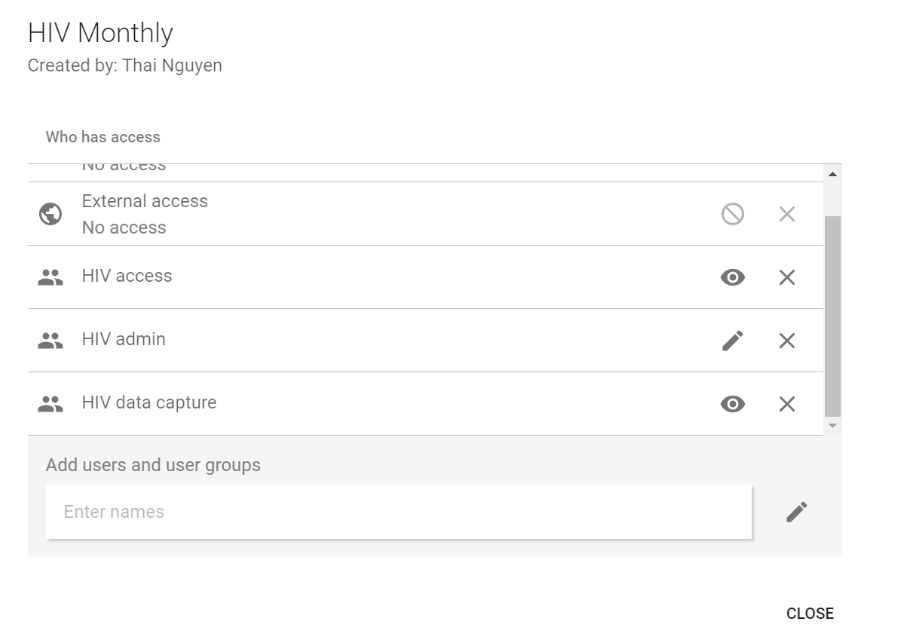 HIV Monthly
Created by: Thai Nguyen
Who has access
No access
External access
No access
HIV access
HIV admin
HIV data capture
Add users and user groups
Enter names
CLOSE